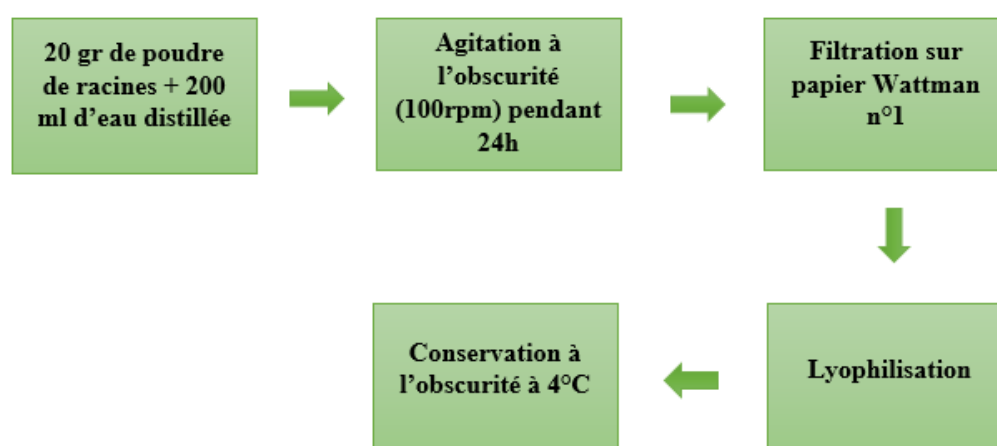 20 gr de poudre
de racines + 200
ml d’eau distillée
Agitation à
l’obscurité
(100rpm) pendant
24h
Filtration sur
papier Wattman
n°1
Lyophilisation
Conservation à
l’obscurité à 4°C